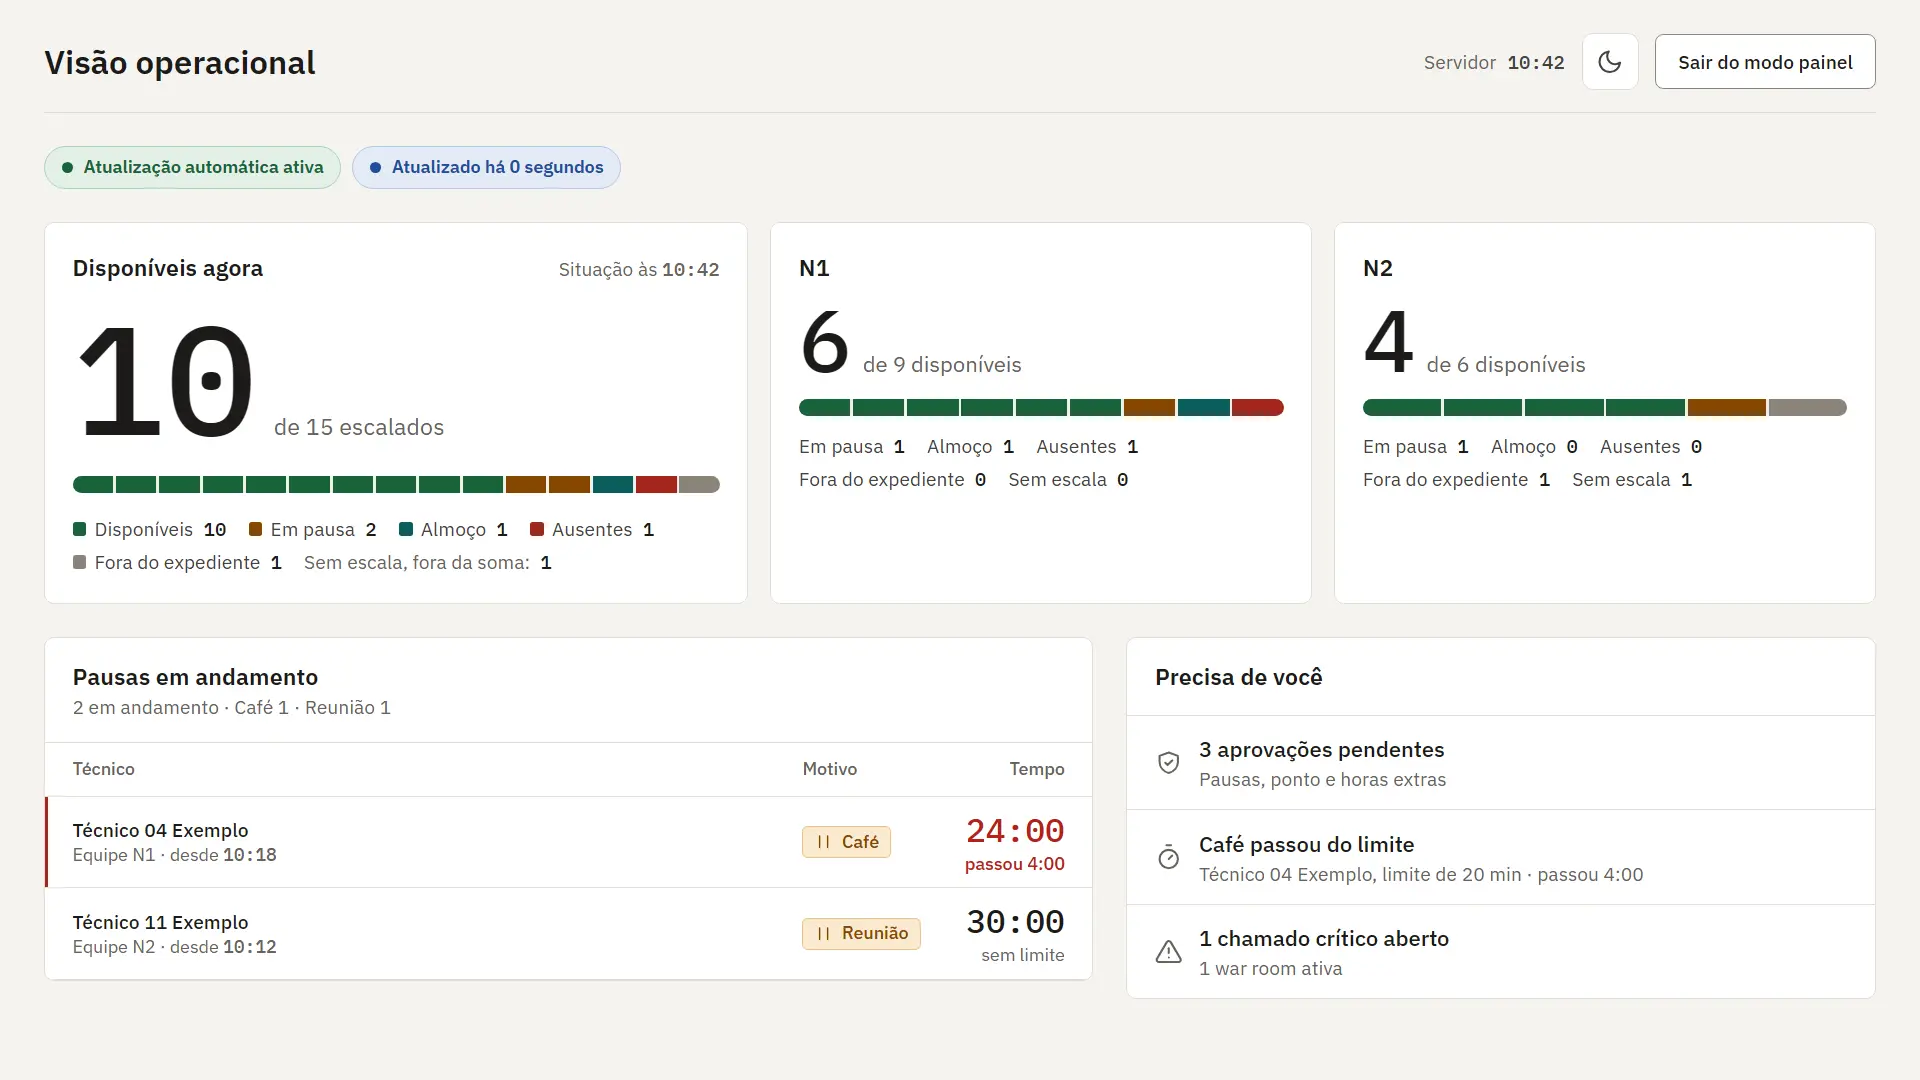 Visão operacional
Servidor 10:42
Sair do modo painel
Atualização automática ativa
Atualizado há 0 segundos
Disponíveis agora
Situação às 10:42
10 de 15 escalados
Disponíveis 10 Em pausa 2 Almoço 1 Ausentes 1
Fora do expediente 1 Sem escala, fora da soma: 1
N1
6 de 9 disponíveis
Em pausa 1 Almoço 1 Ausentes 1
Fora do expediente 0 Sem escala 0
N2
4 de 6 disponíveis
Em pausa 1 Almoço 0 Ausentes 0
Fora do expediente 1 Sem escala 1
Pausas em andamento
2 em andamento · Café 1 · Reunião 1
Técnico Motivo Tempo
Técnico 04 Exemplo
Equipe N1 · desde 10:18
Café
24:00
passou 4:00
Técnico 11 Exemplo
Equipe N2 · desde 10:12
Reunião
30:00
sem limite
Precisa de você
3 aprovações pendentes
Pausas, ponto e horas extras
Café passou do limite
Técnico 04 Exemplo, limite de 20 min · passou 4:00
1 chamado crítico aberto
1 war room ativa